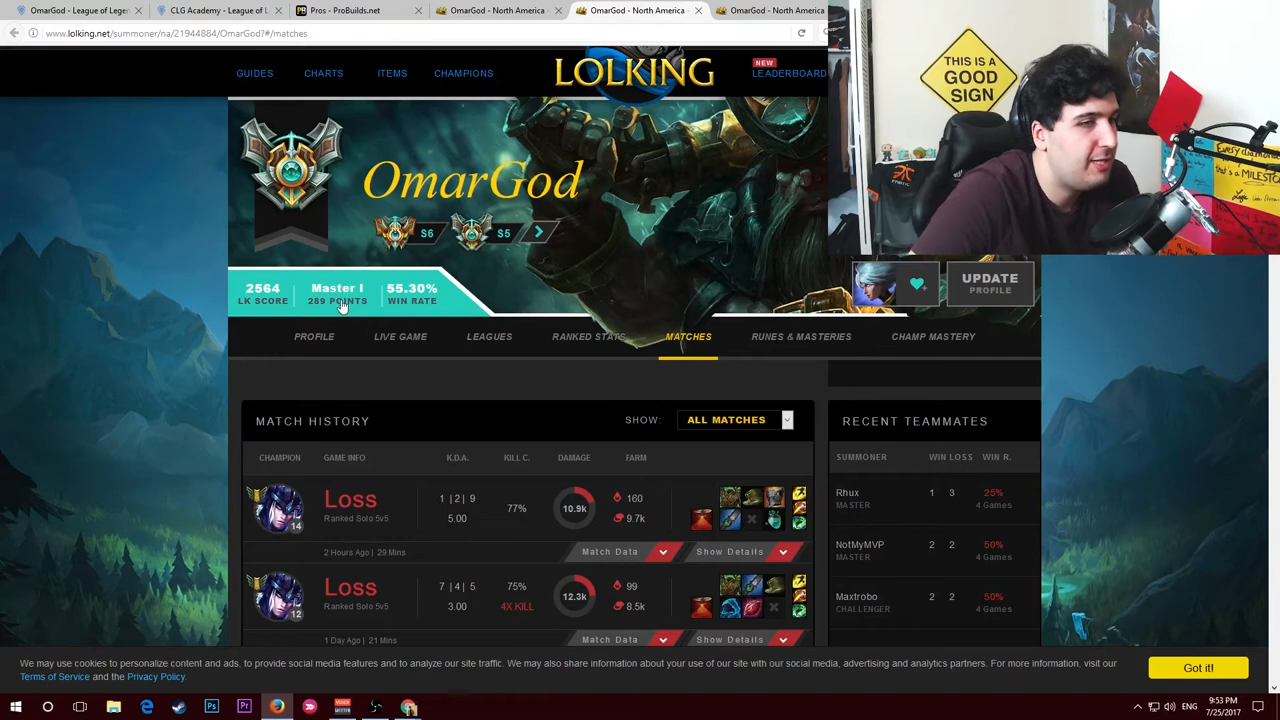 OmarGod - League of Legen
CLG Academy - League of L
Pros - ProBuilds.net
OmarGod - North America -
OmarGod - North America -
OmarGod - North America
www.lolking.net/summoner/na/21944884/OmarGod?#/matches
GUIDES
CHARTS
ITEMS
CHAMPIONS
LOLKING
NEW
LEADERBOARD
THIS IS A
GOOD
SIGN
FNATIC
Every
that's a MILESTO
OmarGod
S6
S5
2564
LK SCORE
Master I
289 POINTS
55.30%
WIN RATE
UPDATE
PROFILE
PROFILE
LIVE GAME
LEAGUES
RANKED STATS
MATCHES
RUNES & MASTERIES
CHAMP MASTERY
MATCH HISTORY
SHOW:
ALL MATCHES
RECENT TEAMMATES
CHAMPION
GAME INFO
K.D.A.
KILL C.
DAMAGE
FARM
SUMMONER
WIN LOSS
WIN R.
14
Loss
Ranked Solo 5v5
1 | 2 | 9
5.00
77%
10.9k
160
9.7k
2 Hours Ago | 29 Mins
Match Data
Show Details
12
Loss
Ranked Solo 5v5
7 | 4 | 5
3.00
75%
4X KILL
12.3k
99
8.5k
1 Day Ago | 21 Mins
Match Data
Show Details
Rhux
MASTER
1 3
25%
4 Games
NotMyMVP
MASTER
2 2
50%
4 Games
Maxtrobo
CHALLENGER
2 2
50%
4 Games
We may use cookies to personalize content and ads, to provide social media features and to analyze our site traffic. We may also share information about your use of our site with our social media, advertising and analytics partners. For more information, visit our
Terms of Service and the Privacy Policy.
Got it!
Ps
Pr
ENG
9:53 PM
7/25/2017